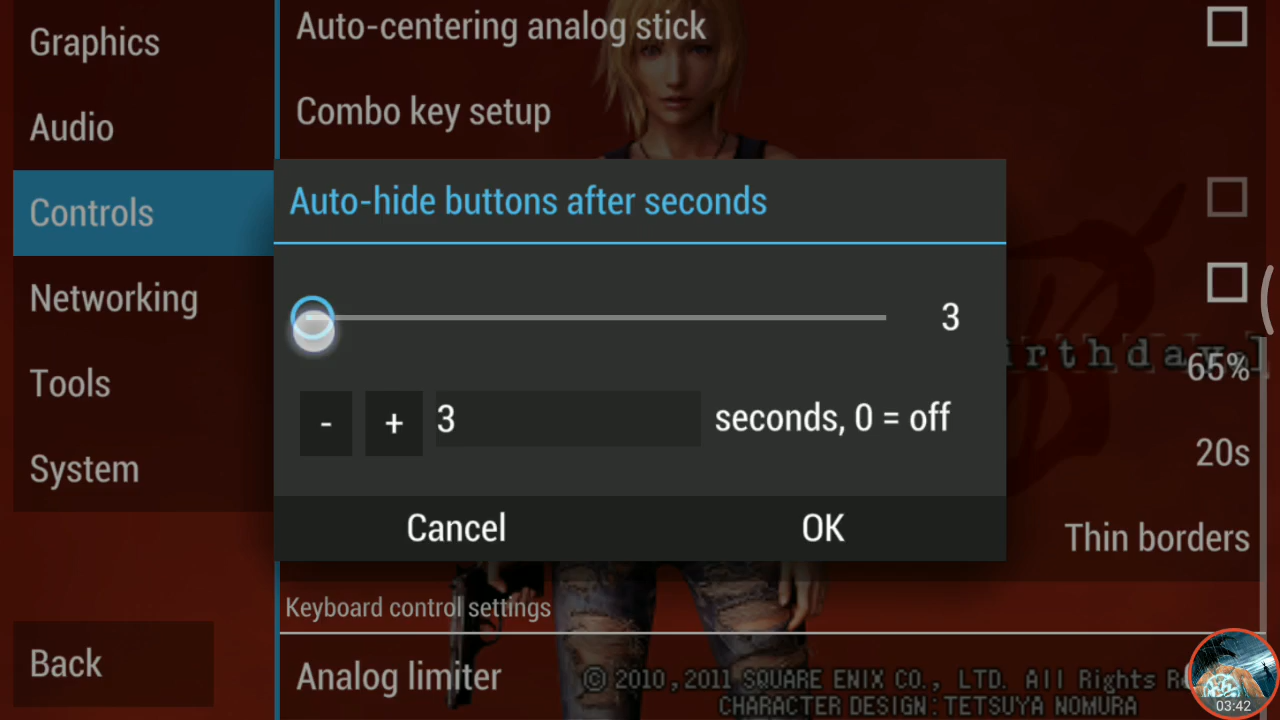 Graphics
Audio
Controls
Networking
Tools
System
Back
Auto-centering analog stick
Combo key setup
Auto-hide buttons after seconds
3
- + 3 seconds, 0 = off
Cancel OK
irthday
65%
20s
Thin borders
Keyboard control settings
Analog limiter
© 2010,2011 SQUARE ENIX CO., LTD. All Rights
CHARACTER DESIGN:TETSUYA NOMURA
03:42